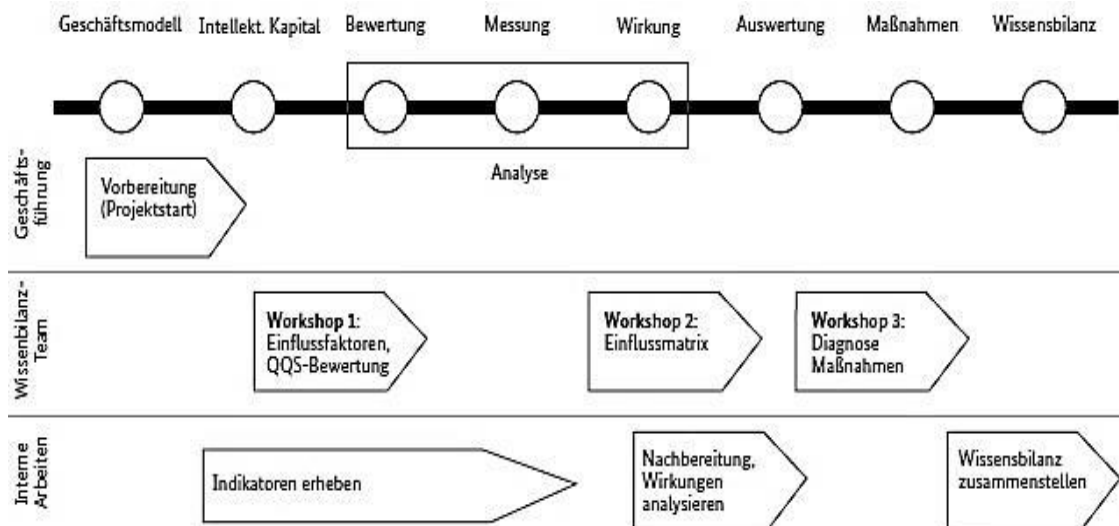 Geschäftsmodell
Intellekt. Kapital
Bewertung
Messung
Wirkung
Auswertung
Maßnahmen
Wissensbilanz
Analyse
Geschäfts-
führung
Vorbereitung
(Projektstart)
Wissenbilanz-
Team
Workshop 1:
Einflussfaktoren,
QQS-Bewertung
Workshop 2:
Einflussmatrix
Workshop 3:
Diagnose
Maßnahmen
Interne
Arbeiten
Indikatoren erheben
Nachbereitung,
Wirkungen
analysieren
Wissensbilanz
zusammenstellen